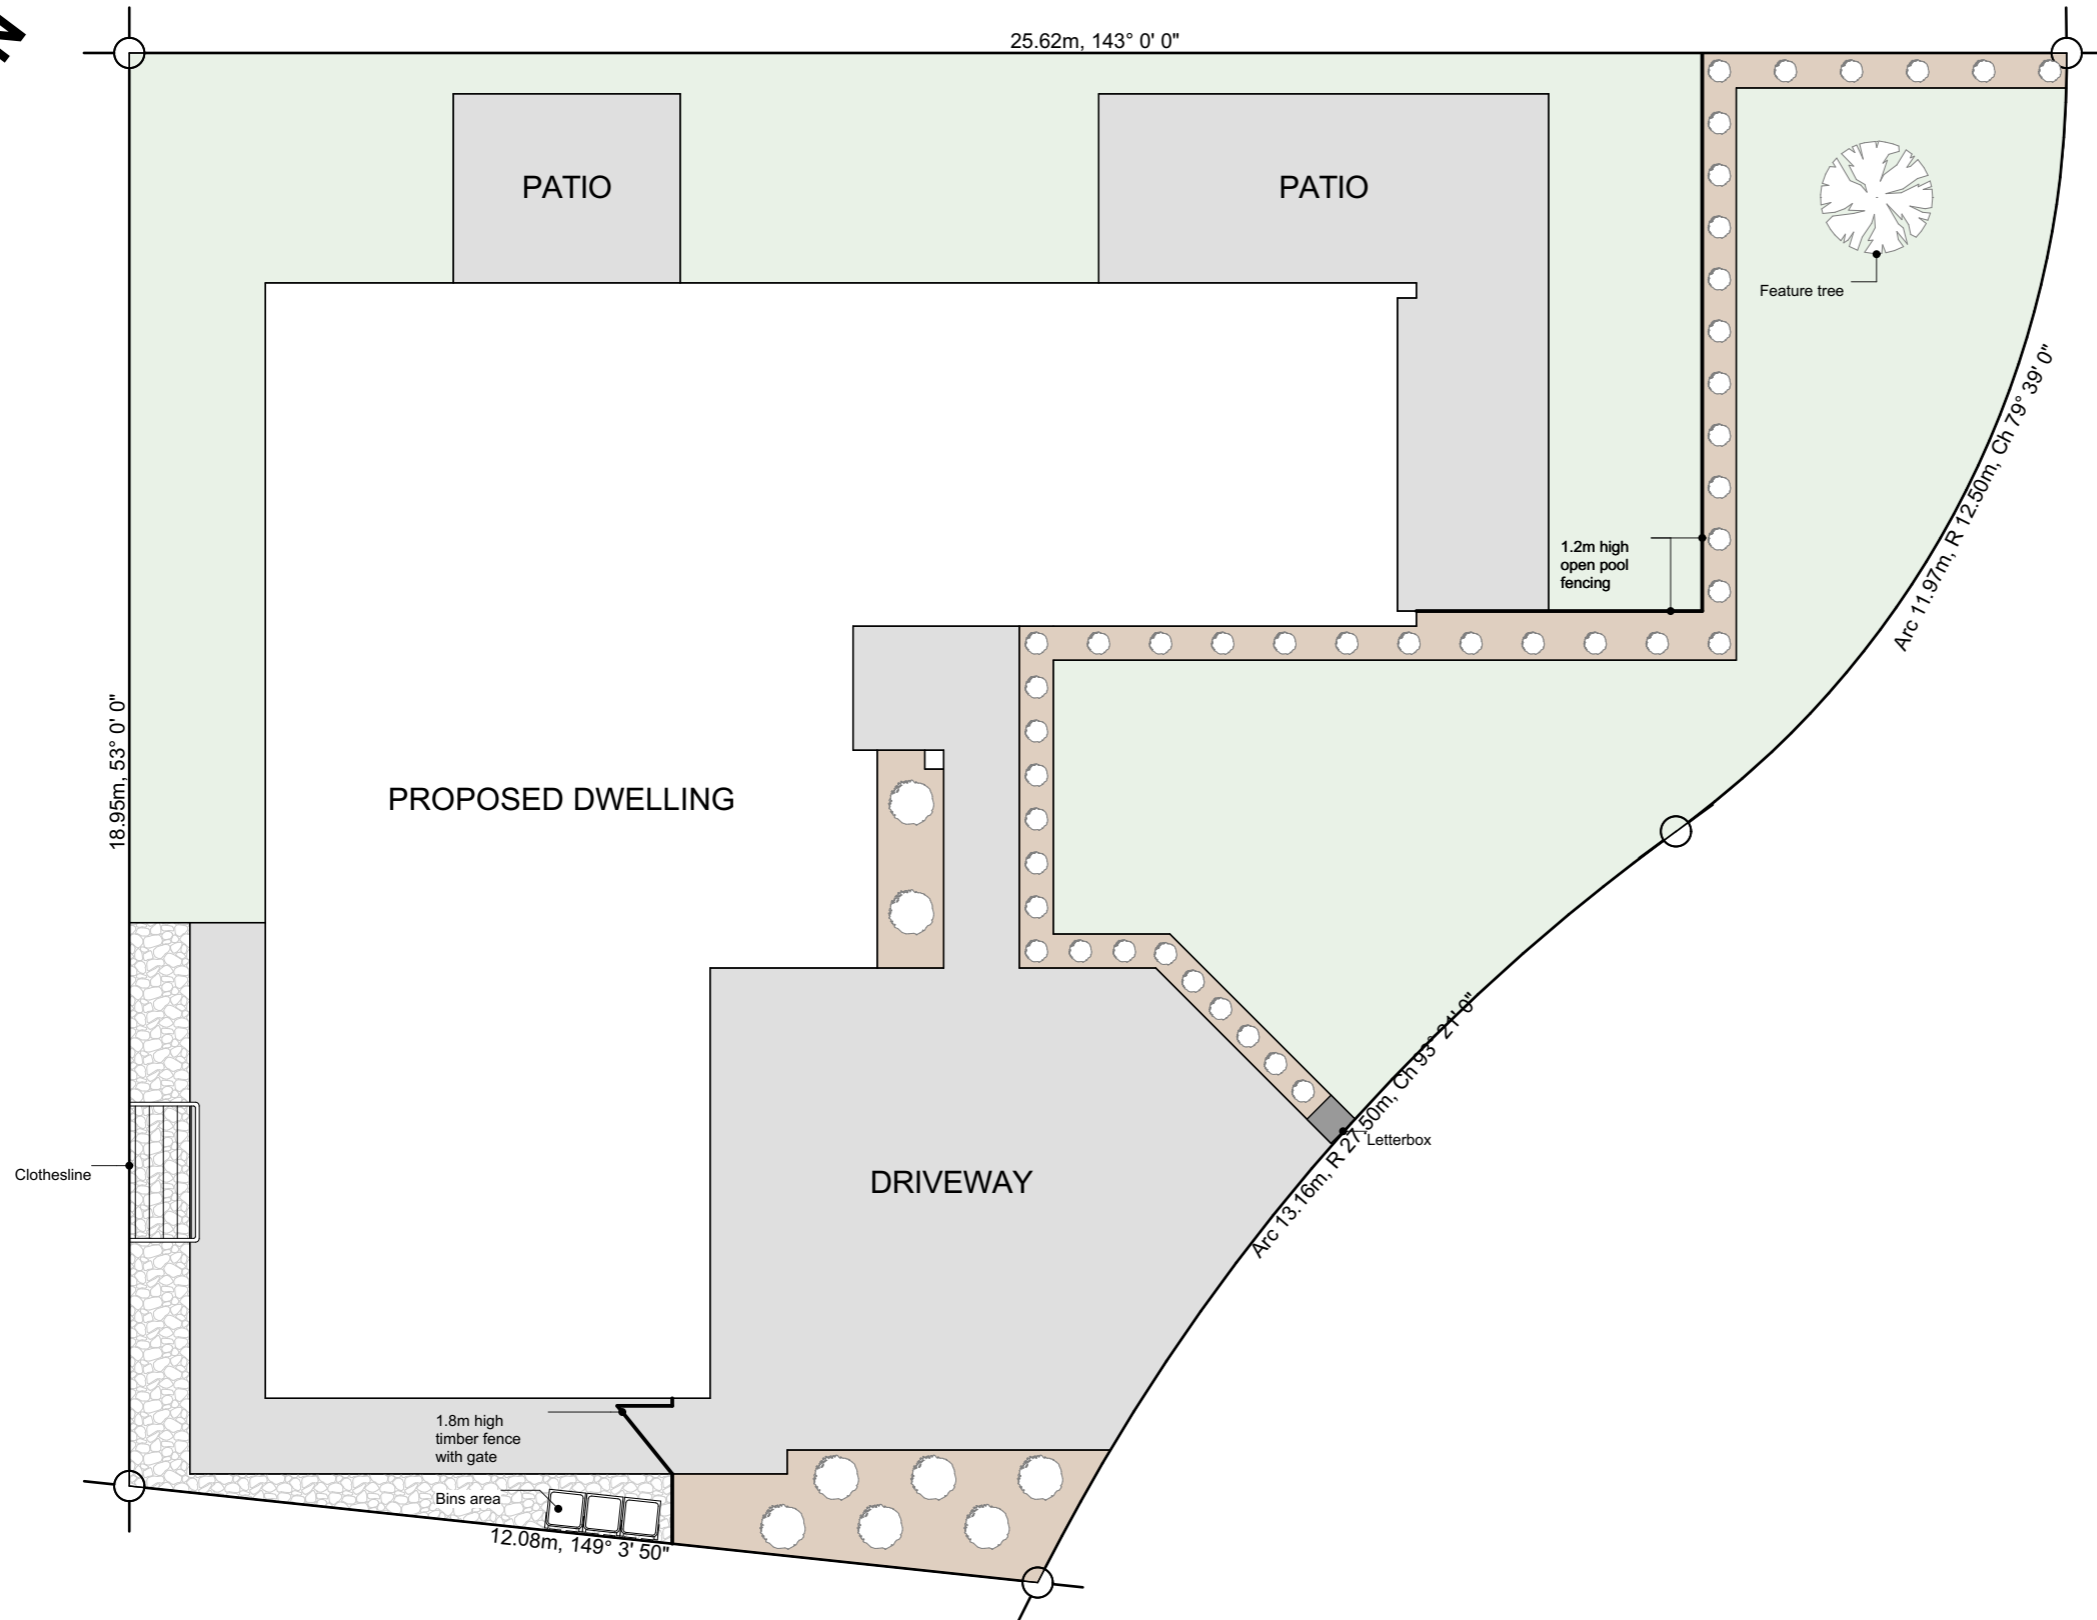 N
25.62m, 143° 0' 0"
PATIO
PATIO
Feature tree
Arc 11.97m, R 12.50m, Ch 79° 39' 0"
1.2m high
open pool
fencing
18.95m, 53° 0' 0"
PROPOSED DWELLING
Arc 13.16m, R 27.50m, Ch 93° 21' 0"
Letterbox
Clothesline
DRIVEWAY
1.8m high
timber fence
with gate
Bins area
12.08m, 149° 3' 50"